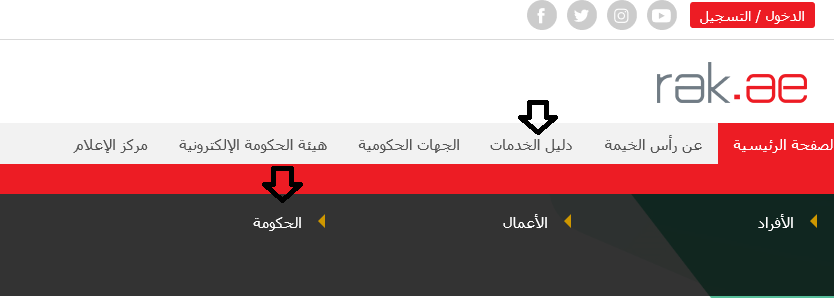 الدخول / التسجيل
rak.ae
الصفحة الرئيسية عن رأس الخيمة دليل الخدمات الجهات الحكومية هيئة الحكومة الإلكترونية مركز الإعلام
الأفراد الأعمال الحكومة